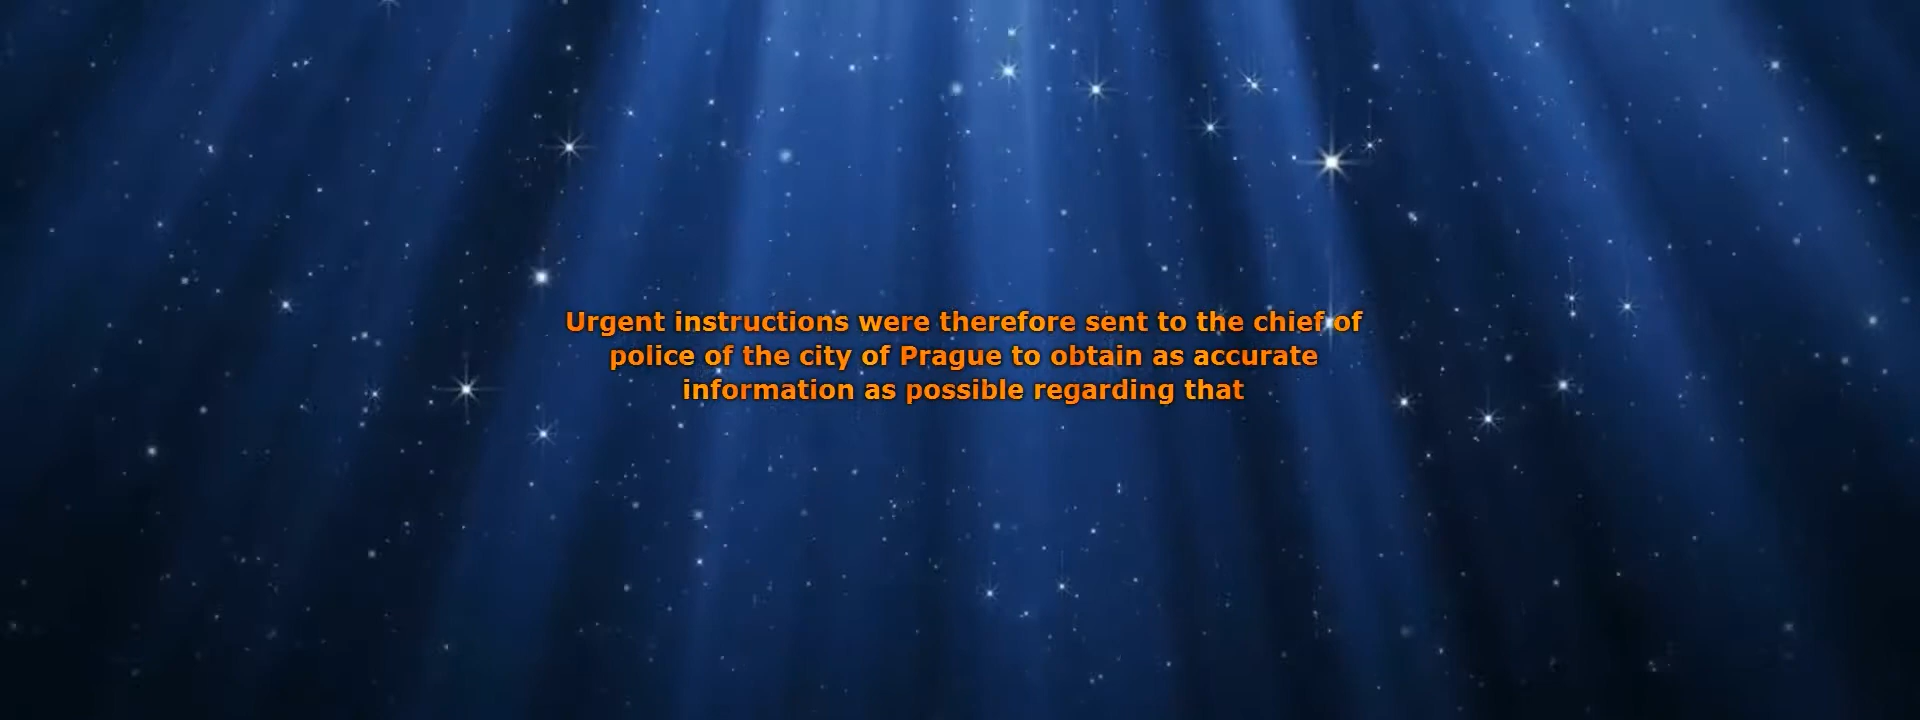 Urgent instructions were therefore sent to the chief of
police of the city of Prague to obtain as accurate
information as possible regarding that